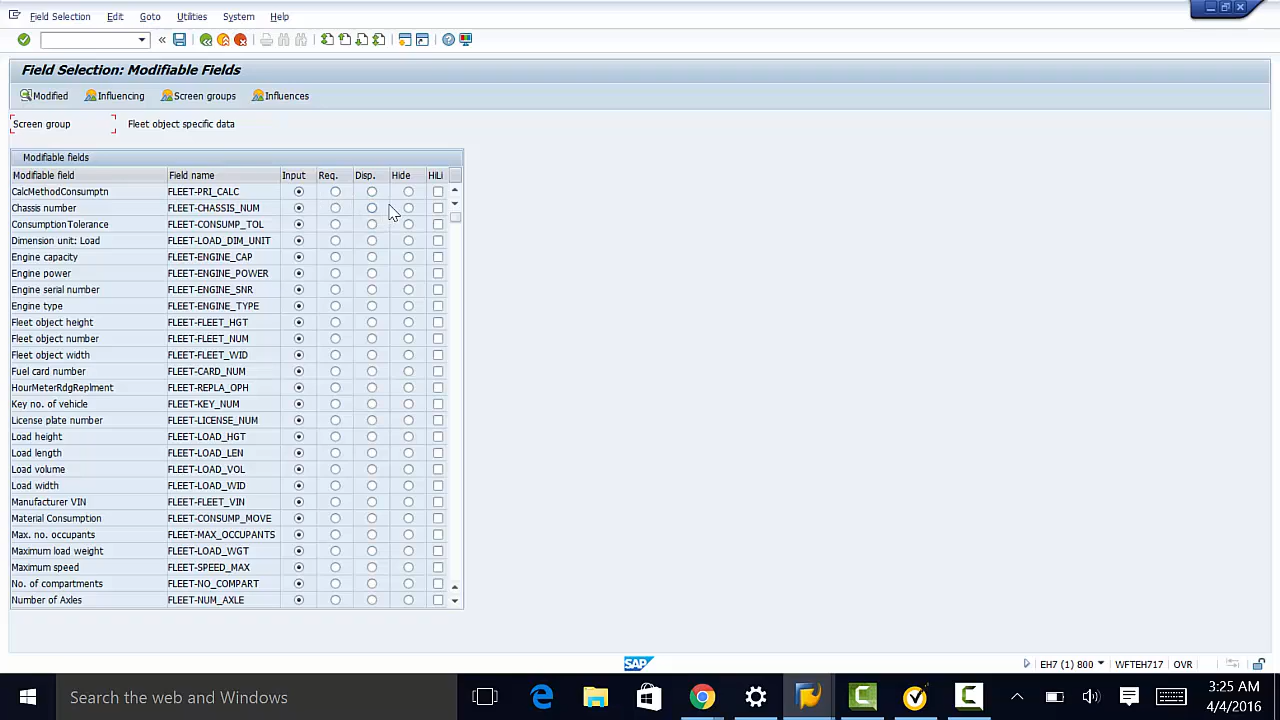 Field Selection Edit Goto Utilities System Help
Field Selection: Modifiable Fields
Modified Influencing Screen groups Influences
Screen group Fleet object specific data
Modifiable fields
Modifiable field Field name Input Req. Disp. Hide HiLi
CalcMethodConsumptn FLEET-PRI_CALC
Chassis number FLEET-CHASSIS_NUM
ConsumptionTolerance FLEET-CONSUMP_TOL
Dimension unit: Load FLEET-LOAD_DIM_UNIT
Engine capacity FLEET-ENGINE_CAP
Engine power FLEET-ENGINE_POWER
Engine serial number FLEET-ENGINE_SNR
Engine type FLEET-ENGINE_TYPE
Fleet object height FLEET-FLEET_HGT
Fleet object number FLEET-FLEET_NUM
Fleet object width FLEET-FLEET_WID
Fuel card number FLEET-CARD_NUM
HourMeterRdgReplment FLEET-REPLA_OPH
Key no. of vehicle FLEET-KEY_NUM
License plate number FLEET-LICENSE_NUM
Load height FLEET-LOAD_HGT
Load length FLEET-LOAD_LEN
Load volume FLEET-LOAD_VOL
Load width FLEET-LOAD_WID
Manufacturer VIN FLEET-FLEET_VIN
Material Consumption FLEET-CONSUMP_MOVE
Max. no. occupants FLEET-MAX_OCCUPANTS
Maximum load weight FLEET-LOAD_WGT
Maximum speed FLEET-SPEED_MAX
No. of compartments FLEET-NO_COMPART
Number of Axles FLEET-NUM_AXLE
SAP EH7 (1) 800 WFTEH717 OVR
Search the web and Windows 3:25 AM
4/4/2016